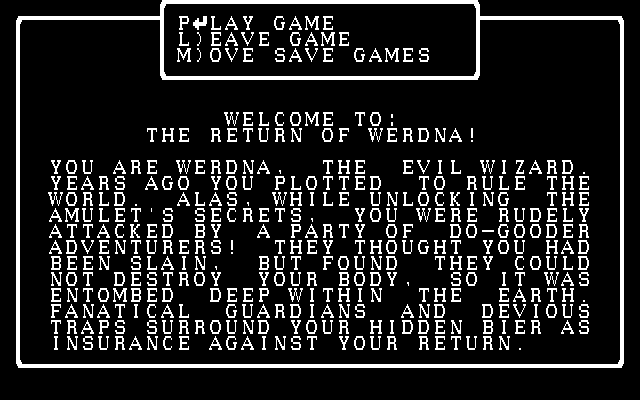 P↵LAY GAME
L)EAVE GAME
M)OVE SAVE GAMES
WELCOME TO:
THE RETURN OF WERDNA!
YOU ARE WERDNA, THE EVIL WIZARD.
YEARS AGO YOU PLOTTED TO RULE THE
WORLD. ALAS, WHILE UNLOCKING THE
AMULET'S SECRETS, YOU WERE RUDELY
ATTACKED BY A PARTY OF DO-GOODER
ADVENTURERS! THEY THOUGHT YOU HAD
BEEN SLAIN, BUT FOUND THEY COULD
NOT DESTROY YOUR BODY, SO IT WAS
ENTOMBED DEEP WITHIN THE EARTH.
FANATICAL GUARDIANS AND DEVIOUS
TRAPS SURROUND YOUR HIDDEN BIER AS
INSURANCE AGAINST YOUR RETURN.